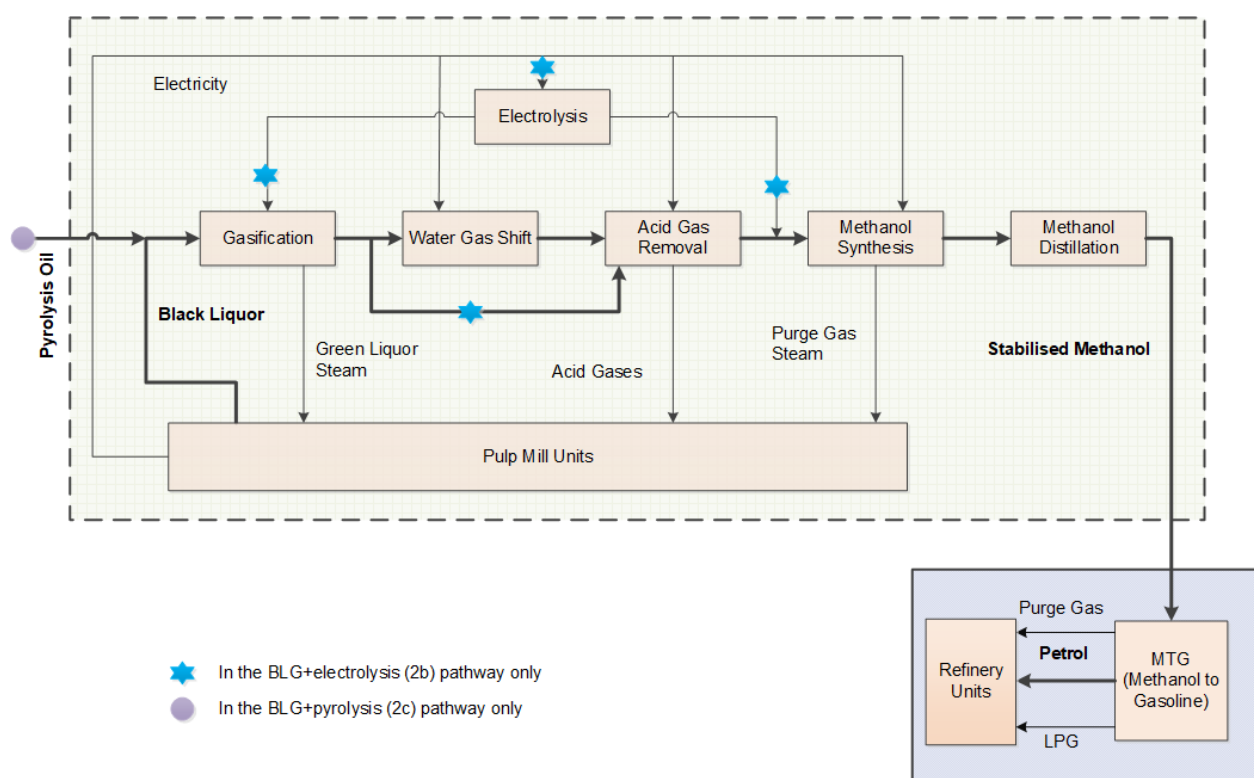 Electricity
Electrolysis
Pyrolysis Oil
Gasification
Water Gas Shift
Acid Gas
Removal
Methanol
Synthesis
Methanol
Distillation
Black Liquor
Green Liquor
Steam
Acid Gases
Purge Gas
Steam
Stabilised Methanol
Pulp Mill Units
Purge Gas
Petrol
LPG
Refinery
Units
MTG
(Methanol to
Gasoline)
In the BLG+electrolysis (2b) pathway only
In the BLG+pyrolysis (2c) pathway only